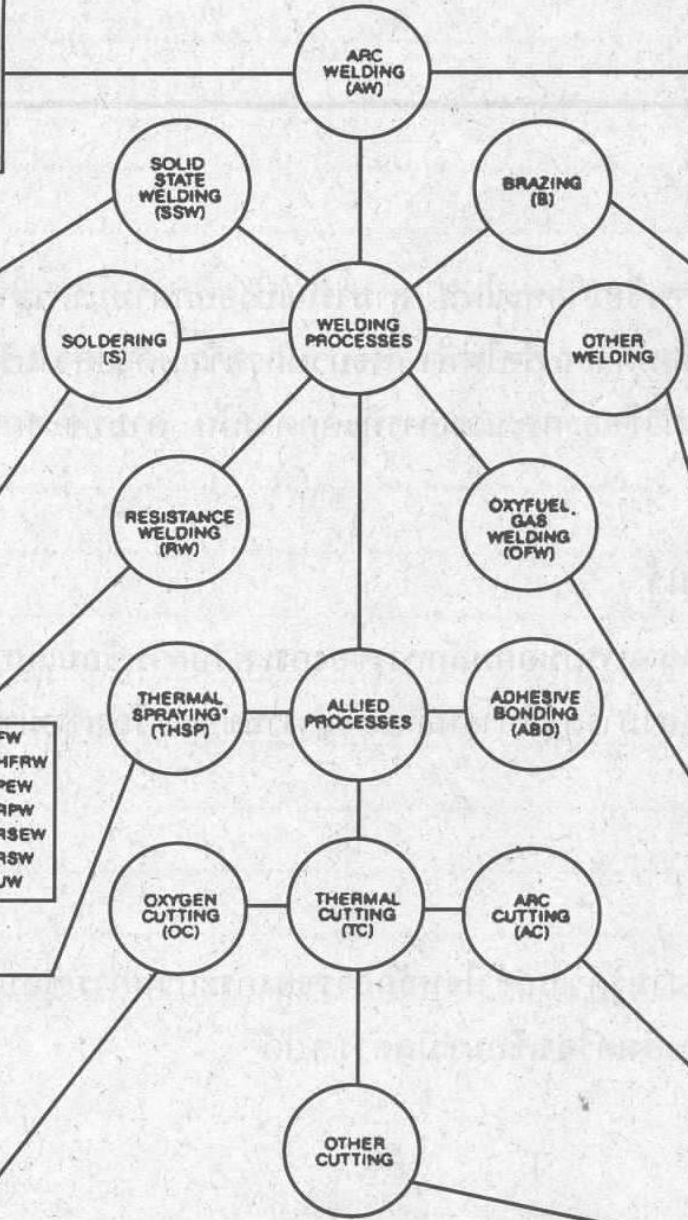 ARC
WELDING
(AW)
SOLID
STATE
WELDING
(SSW)
BRAZING
(B)
SOLDERING
(S)
WELDING
PROCESSES
OTHER
WELDING
RESISTANCE
WELDING
(RW)
OXYFUEL
GAS
WELDING
(OFW)
THERMAL
SPRAYING*
(THSP)
ALLIED
PROCESSES
ADHESIVE
BONDING
(ABD)
FW
HFRW
PEW
RPW
RSEW
RSW
UW
OXYGEN
CUTTING
(OC)
THERMAL
CUTTING
(TC)
ARC
CUTTING
(AC)
OTHER
CUTTING